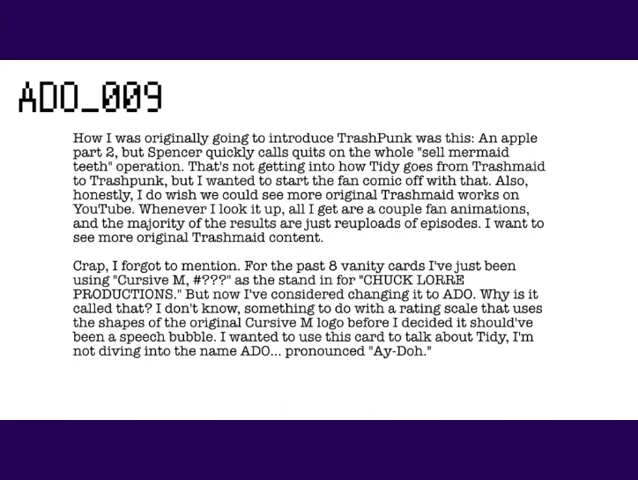 ADO_009
How I was originally going to introduce TrashPunk was this: An apple
part 2, but Spencer quickly calls quits on the whole "sell mermaid
teeth" operation. That's not getting into how Tidy goes from Trashmaid
to Trashpunk, but I wanted to start the fan comic off with that. Also,
honestly, I do wish we could see more original Trashmaid works on
YouTube. Whenever I look it up, all I get are a couple fan animations,
and the majority of the results are just reuploads of episodes. I want to
see more original Trashmaid content.
Crap, I forgot to mention. For the past 8 vanity cards I've just been
using "Cursive M, #???" as the stand in for "CHUCK LORRE
PRODUCTIONS." But now I've considered changing it to ADO. Why is it
called that? I don't know, something to do with a rating scale that uses
the shapes of the original Cursive M logo before I decided it should've
been a speech bubble. I wanted to use this card to talk about Tidy, I'm
not diving into the name ADO... pronounced "Ay-Doh."